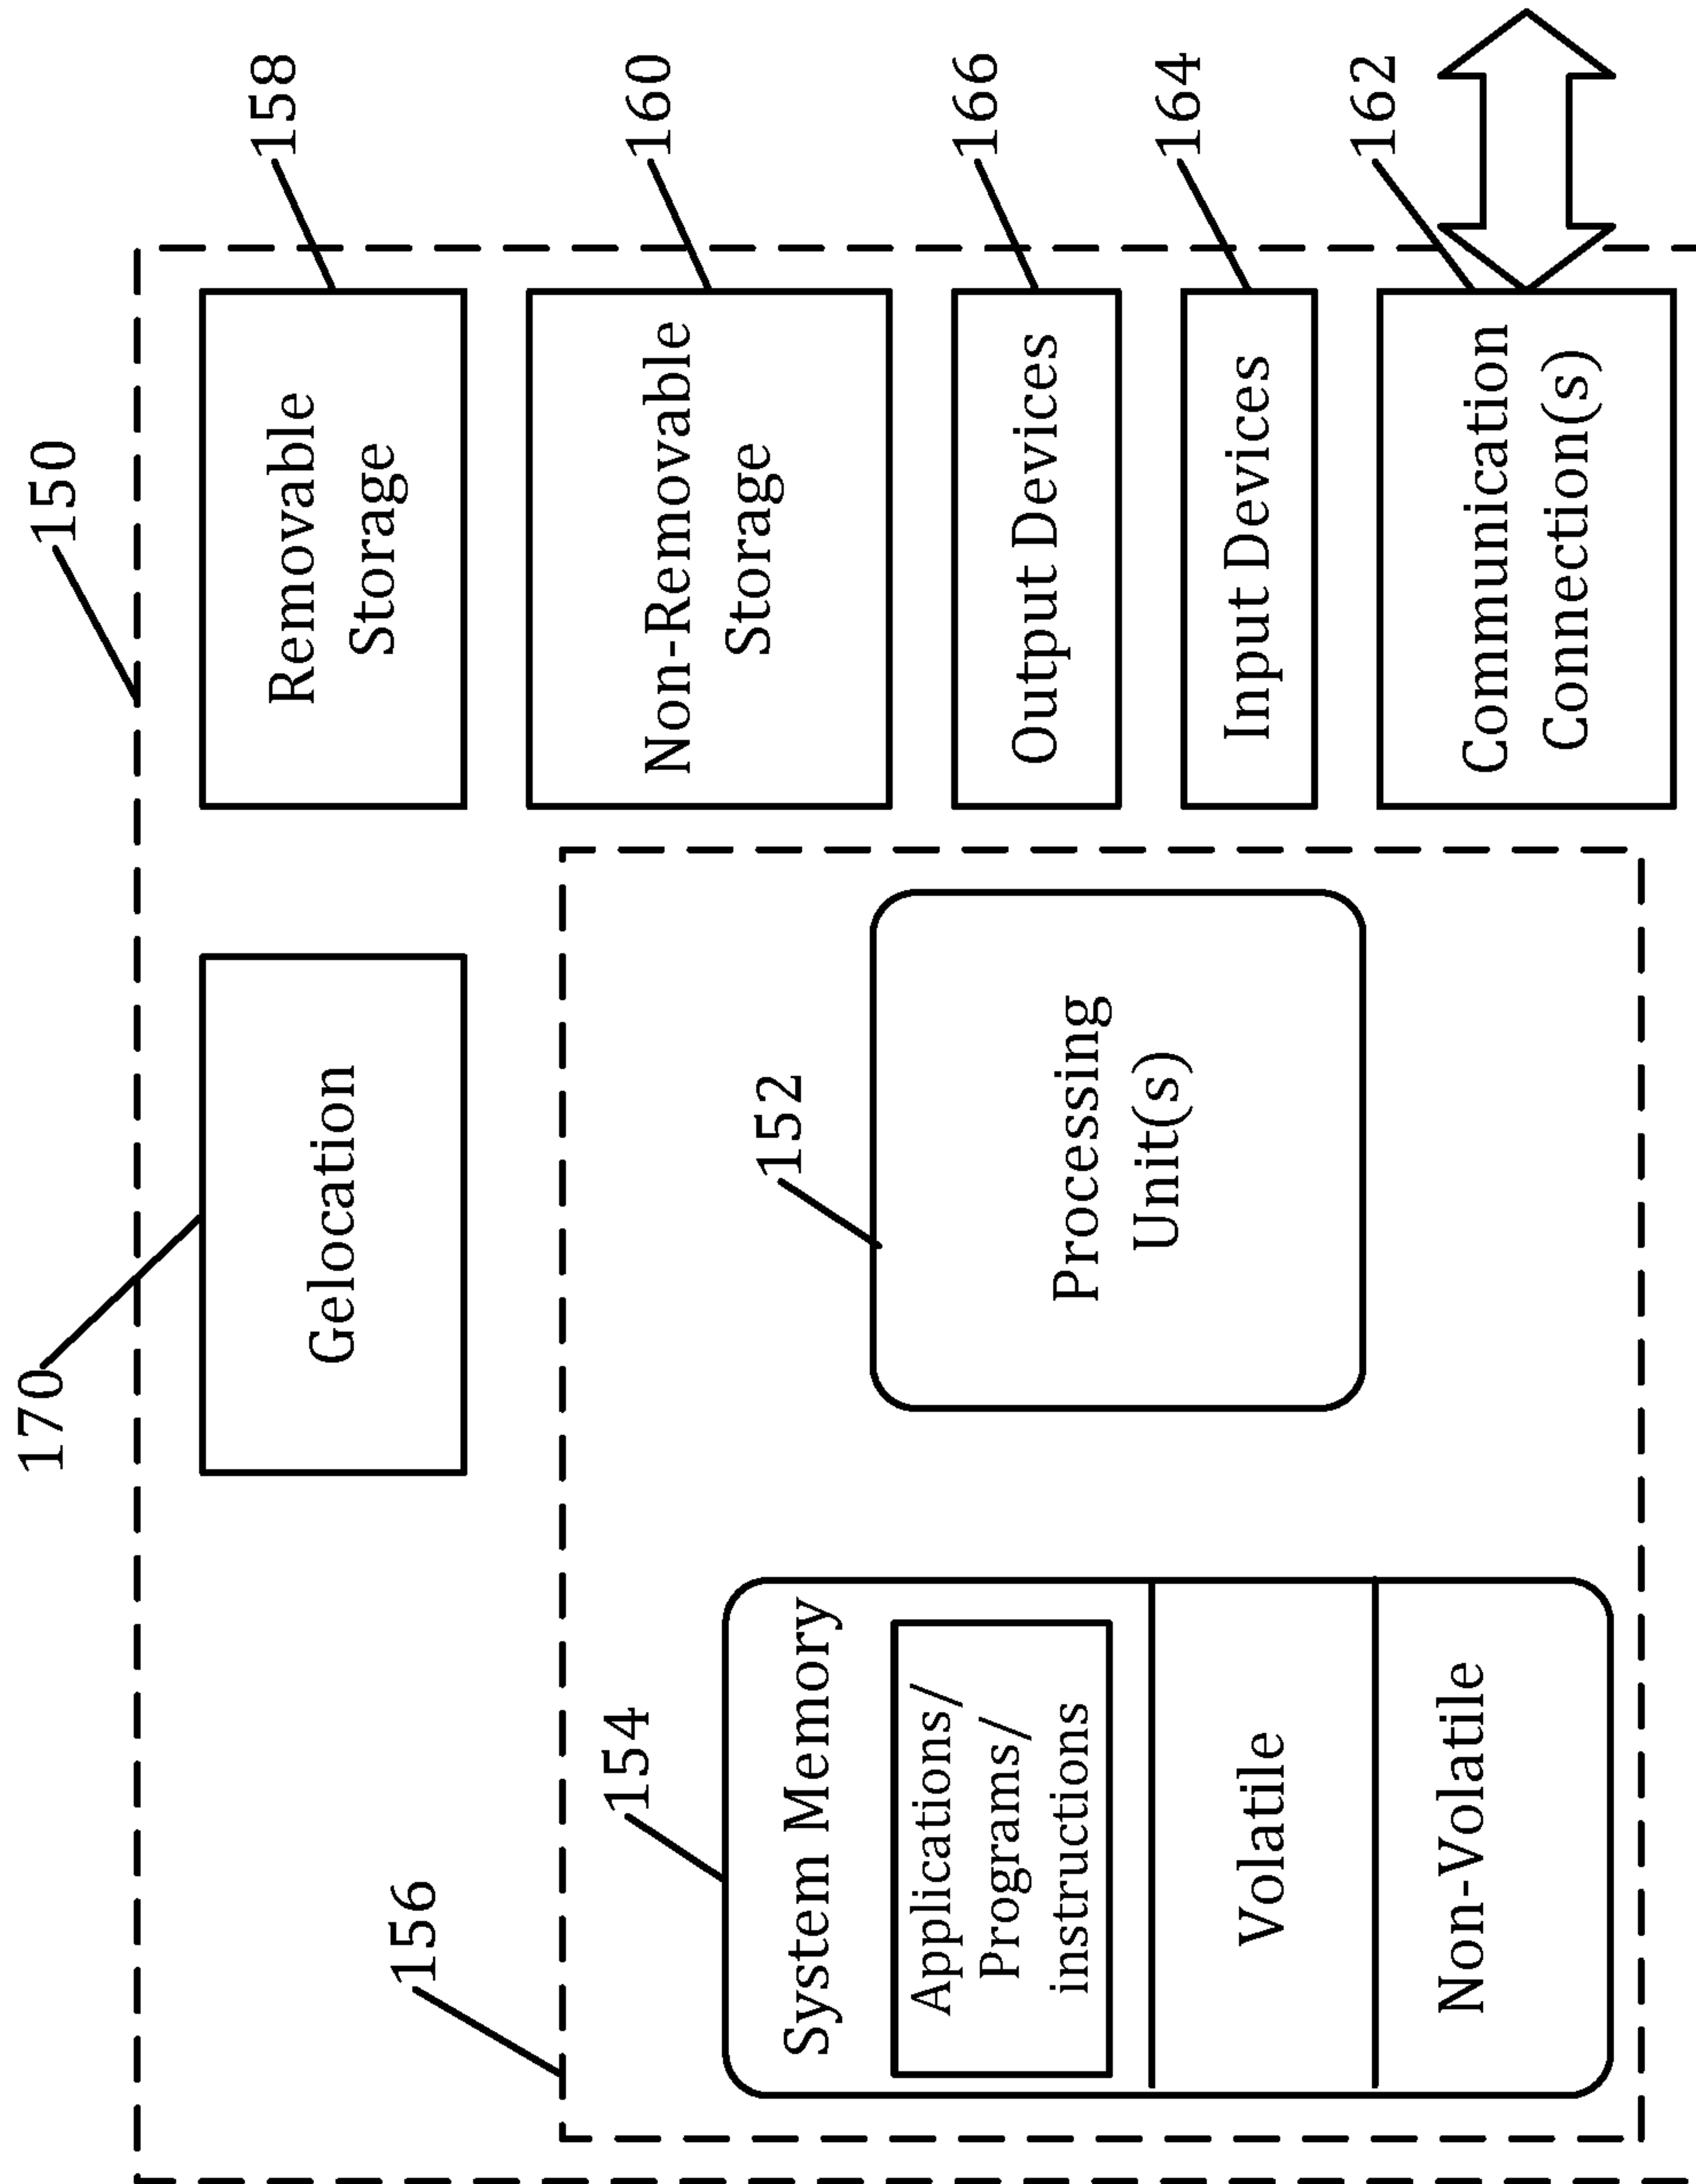 170
150
158
Removable
Storage
Gelocation
156
160
Non-Removable
Storage
154
152
System Memory
Applications/
Programs/
instructions
Processing
Unit(s)
166
Output Devices
164
Input Devices
Volatile
162
Communication
Connection(s)
Non-Volatile